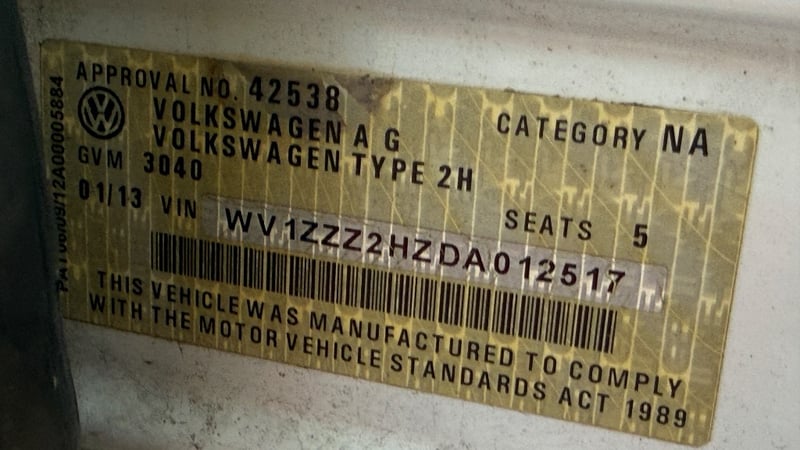 APPROVAL NO. 42538
VOLKSWAGEN A G
CATEGORY NA
VOLKSWAGEN TYPE 2H
GVM 3040
SEATS 5
01/13 VIN WV1ZZZ2HZDA012517
THIS VEHICLE WAS MANUFACTURED TO COMPLY
WITH THE MOTOR VEHICLE STANDARDS ACT 1989